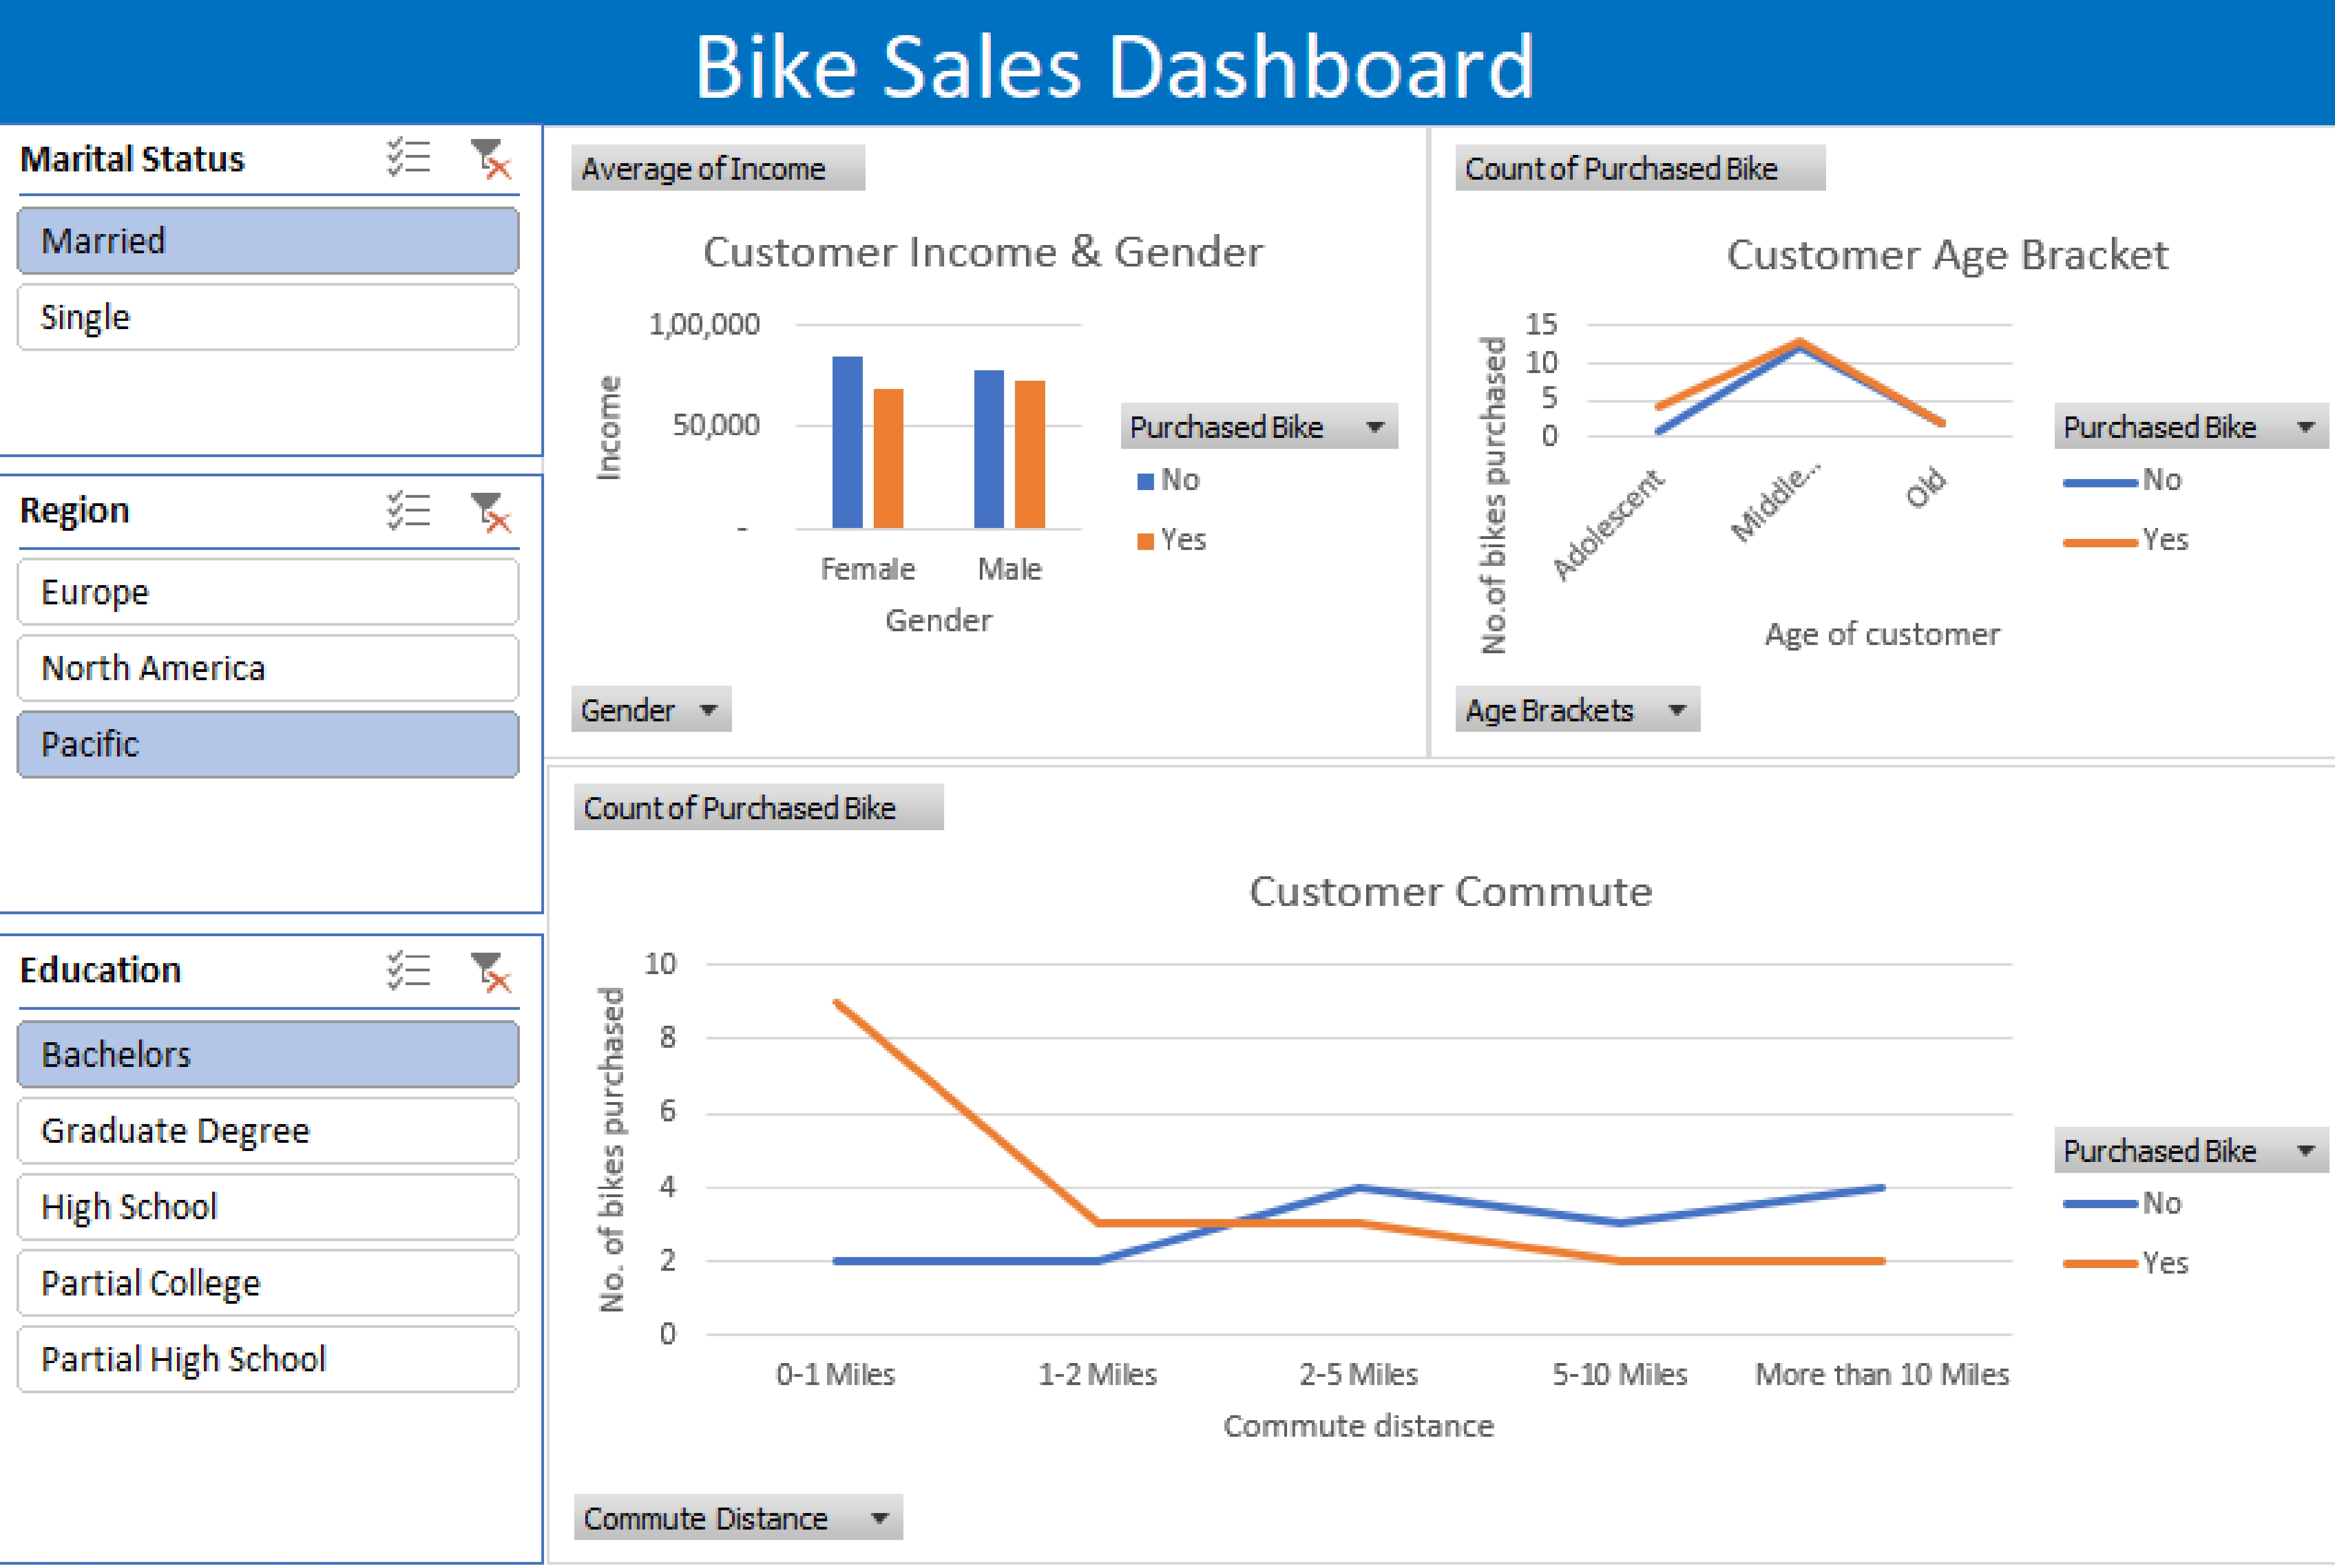 Bike Sales Dashboard
Marital Status
Married
Single
Region
Europe
North America
Pacific
Education
Bachelors
Graduate Degree
High School
Partial College
Partial High School
Average of Income
Customer Income & Gender
1,00,000
50,000
-
Income
Female
Male
Gender
Purchased Bike
No
Yes
Gender
Count of Purchased Bike
Customer Age Bracket
15
10
5
0
No.of bikes purchased
Adolescent
Middle...
Old
Age of customer
Purchased Bike
No
Yes
Age Brackets
Count of Purchased Bike
Customer Commute
10
8
6
4
2
0
No. of bikes purchased
0-1 Miles
1-2 Miles
2-5 Miles
5-10 Miles
More than 10 Miles
Commute distance
Purchased Bike
No
Yes
Commute Distance